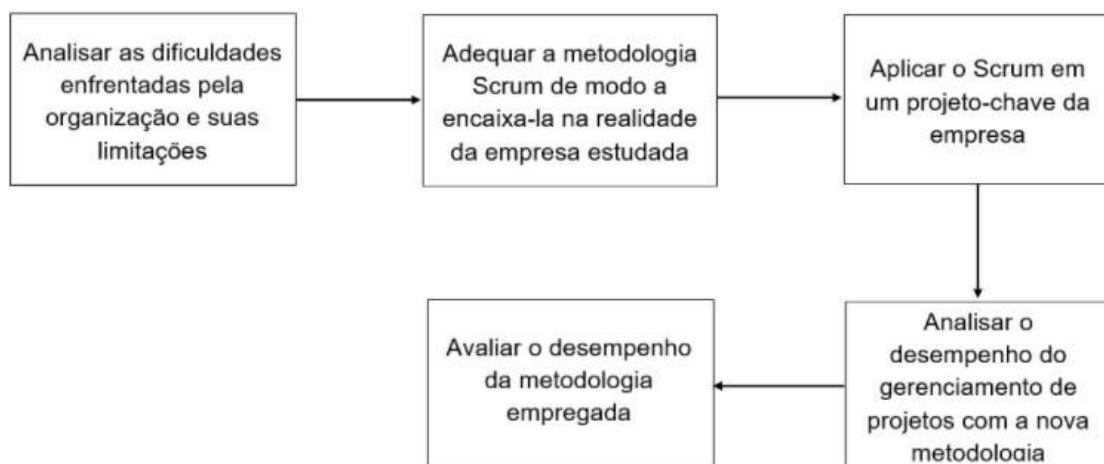 Analisar as dificuldades
enfrentadas pela
organização e suas
limitações
Adequar a metodologia
Scrum de modo a
encaixa-la na realidade
da empresa estudada
Aplicar o Scrum em
um projeto-chave da
empresa
Analisar o
desempenho do
gerenciamento de
projetos com a nova
metodologia
Avaliar o desempenho
da metodologia
empregada